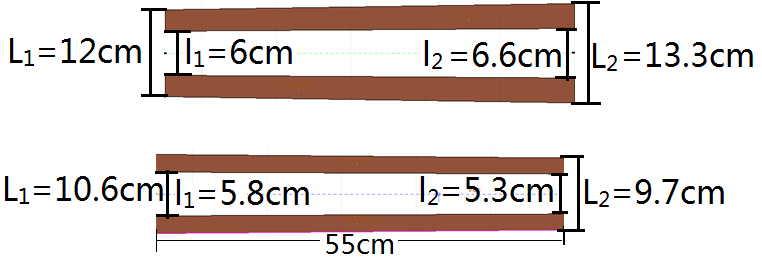 L₁=12cm
l₁=6cm
l₂=6.6cm
L₂=13.3cm
L₁=10.6cm
l₁=5.8cm
l₂=5.3cm
L₂=9.7cm
55cm